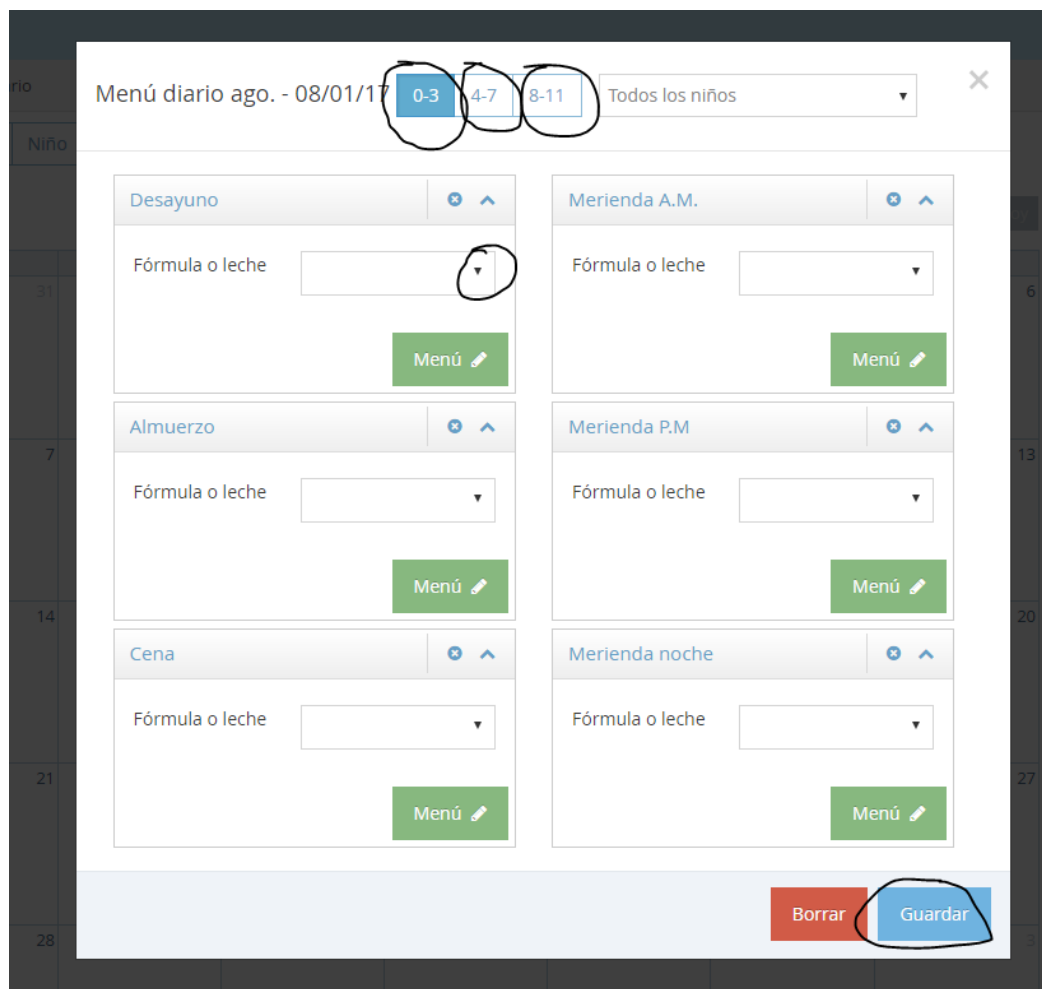 rio
Menú diario ago. - 08/01/17 0-3 4-7 8-11 Todos los niños
Niño
Desayuno
Merienda A.M.
Fórmula o leche
Fórmula o leche
31
6
Menú
Menú
Almuerzo
Merienda P.M
7
13
Fórmula o leche
Fórmula o leche
Menú
Menú
14
20
Cena
Merienda noche
Fórmula o leche
Fórmula o leche
21
27
Menú
Menú
Borrar
Guardar
28
3